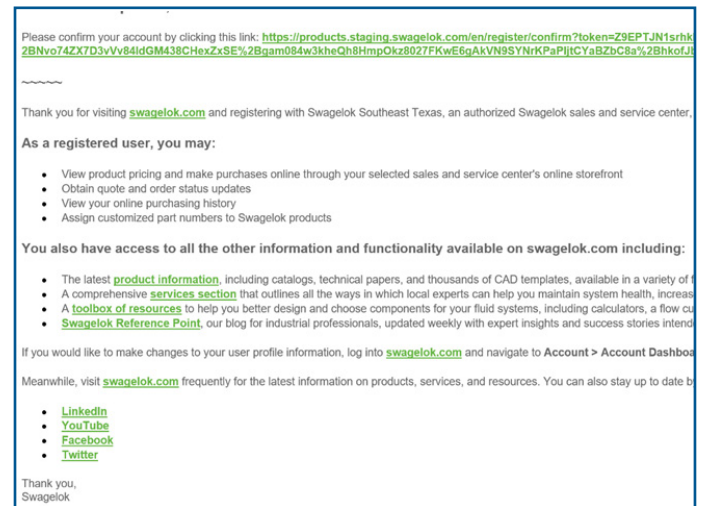 Please confirm your account by clicking this link: https://products.staging.swagelok.com/en/register/confirm?token=Z9EPTJN1srhk
2BNvo74ZX7D3vVv84ldGM438CHexZxSE%2Bgam084w3kheQh8HmpOkz8027FKwE6gAkVN9SYNrKPaPIjtCYaBZbC8a%2BhkofJb
~~~~~
Thank you for visiting swagelok.com and registering with Swagelok Southeast Texas, an authorized Swagelok sales and service center,
As a registered user, you may:
• View product pricing and make purchases online through your selected sales and service center's online storefront
• Obtain quote and order status updates
• View your online purchasing history
• Assign customized part numbers to Swagelok products
You also have access to all the other information and functionality available on swagelok.com including:
• The latest product information, including catalogs, technical papers, and thousands of CAD templates, available in a variety of
• A comprehensive services section that outlines all the ways in which local experts can help you maintain system health, increas
• A toolbox of resources to help you better design and choose components for your fluid systems, including calculators, a flow cu
• Swagelok Reference Point, our blog for industrial professionals, updated weekly with expert insights and success stories intend
If you would like to make changes to your user profile information, log into swagelok.com and navigate to Account > Account Dashboa
Meanwhile, visit swagelok.com frequently for the latest information on products, services, and resources. You can also stay up to date b
• LinkedIn
• YouTube
• Facebook
• Twitter
Thank you,
Swagelok